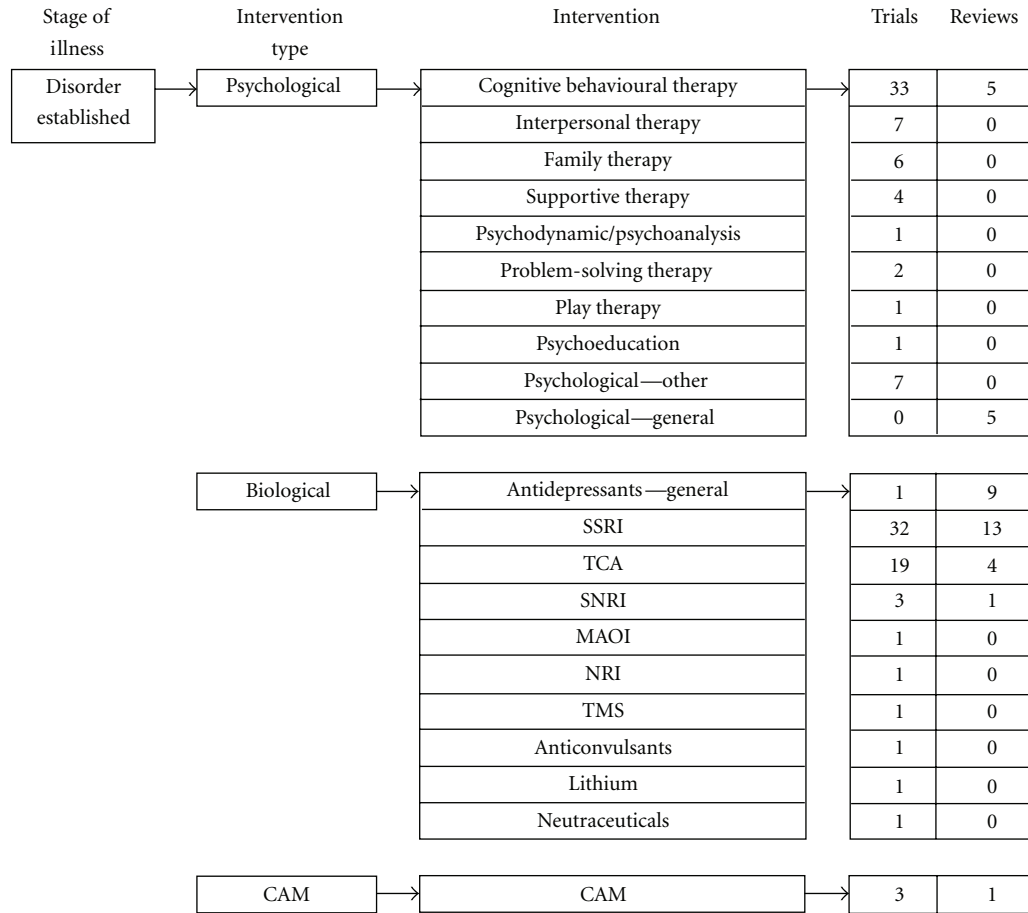 Stage of illness Intervention type Intervention Trials Reviews
Disorder established Psychological Cognitive behavioural therapy 33 5
Interpersonal therapy 7 0
Family therapy 6 0
Supportive therapy 4 0
Psychodynamic/psychoanalysis 1 0
Problem-solving therapy 2 0
Play therapy 1 0
Psychoeducation 1 0
Psychological—other 7 0
Psychological—general 0 5
Biological Antidepressants—general 1 9
SSRI 32 13
TCA 19 4
SNRI 3 1
MAOI 1 0
NRI 1 0
TMS 1 0
Anticonvulsants 1 0
Lithium 1 0
Neutraceuticals 1 0
CAM CAM 3 1